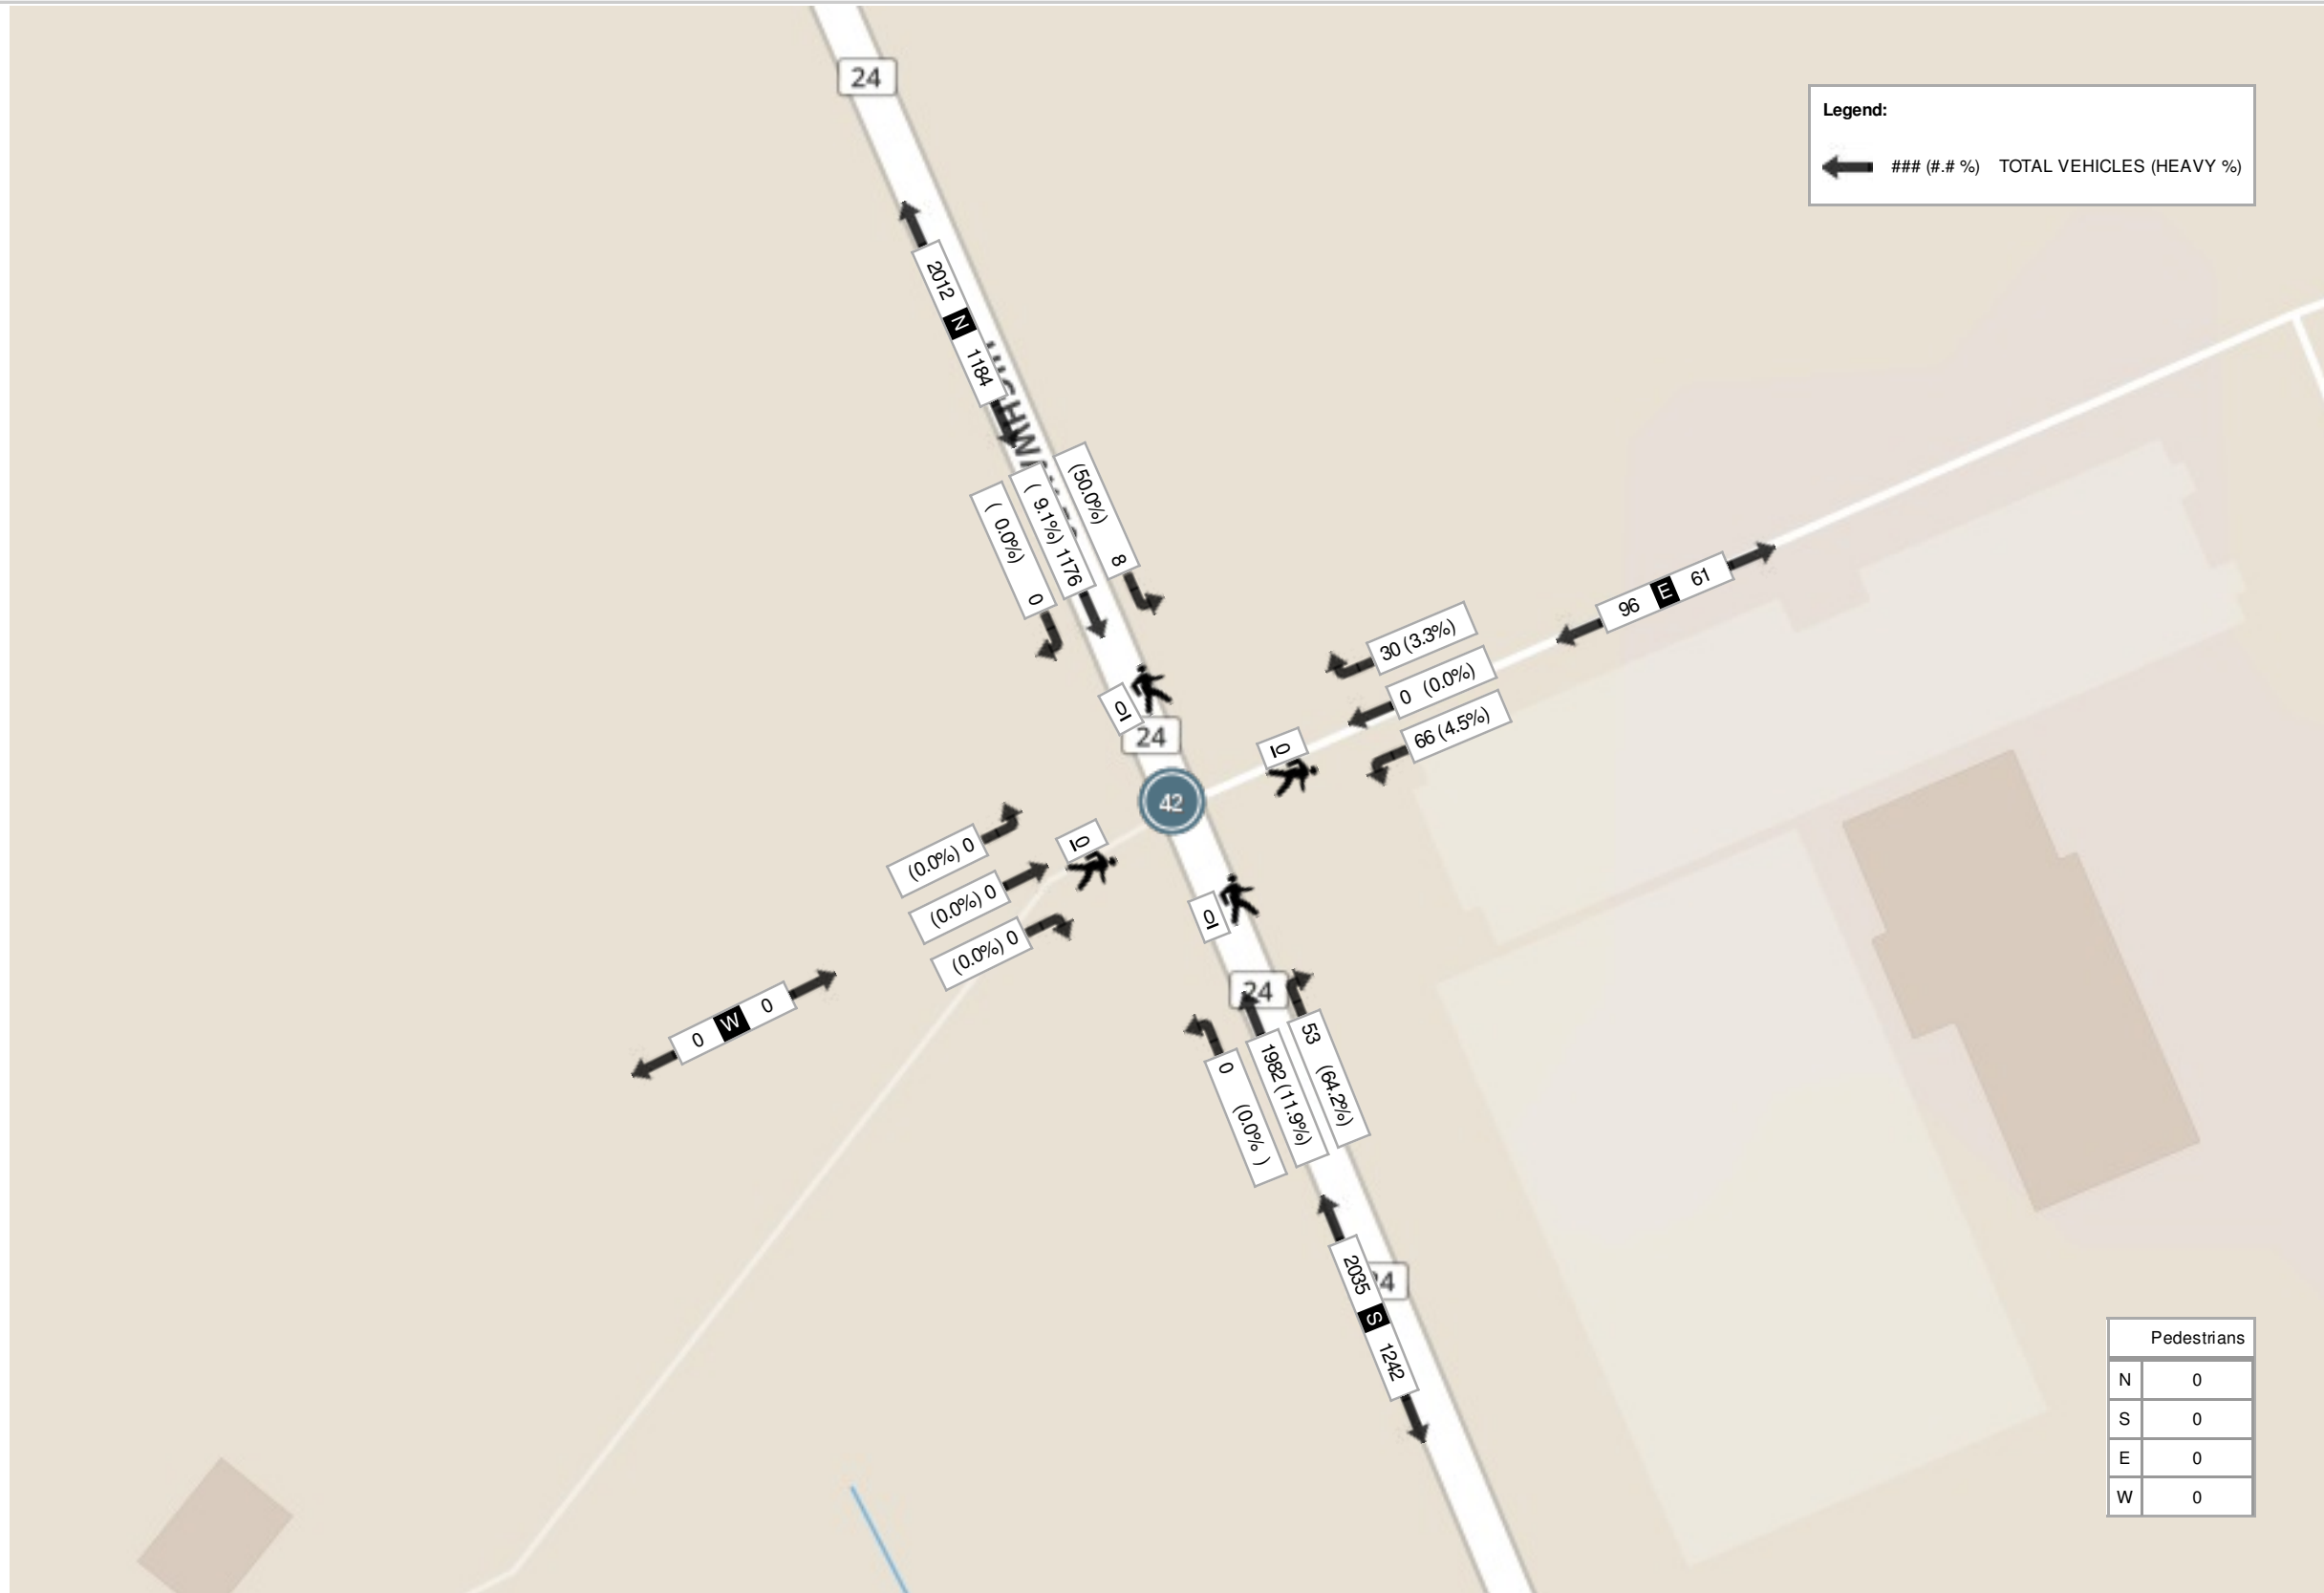 24
Legend:
### (#.# %) TOTAL VEHICLES (HEAVY %)
2012 N 1184
(50.0%) 8
( 9.1%) 1176
( 0.0%) 0
96 E 61
30 (3.3%)
0 (0.0%)
66 (4.5%)
0
24
0
42
(0.0%) 0
0
(0.0%) 0
(0.0%) 0
0
0 W 0
24
53 (64.2%)
1982 (11.9%)
0 (0.0% )
2035 S 1242
Pedestrians
N 0
S 0
E 0
W 0